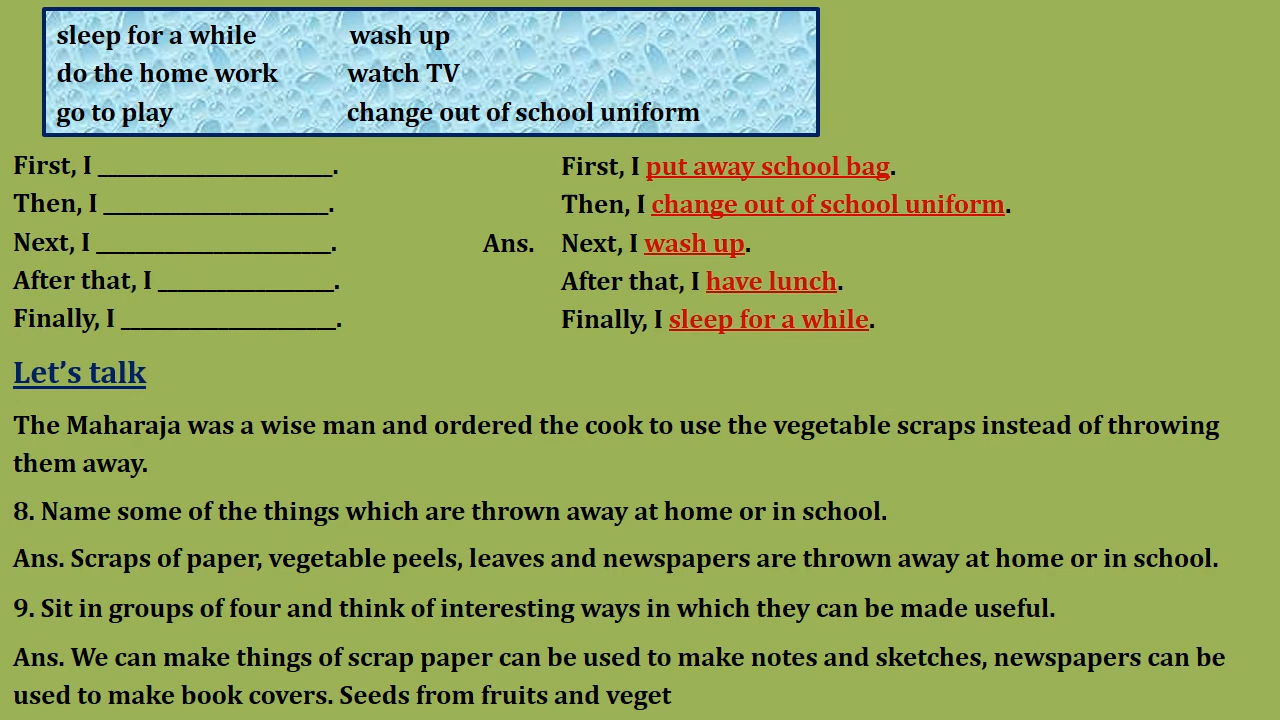 sleep for a while wash up
do the home work watch TV
go to play change out of school uniform
First, I ____________________.
Then, I ___________________.
Next, I ____________________.
After that, I _______________.
Finally, I __________________.
Ans.
First, I put away school bag.
Then, I change out of school uniform.
Next, I wash up.
After that, I have lunch.
Finally, I sleep for a while.
Let’s talk
The Maharaja was a wise man and ordered the cook to use the vegetable scraps instead of throwing
them away.
8. Name some of the things which are thrown away at home or in school.
Ans. Scraps of paper, vegetable peels, leaves and newspapers are thrown away at home or in school.
9. Sit in groups of four and think of interesting ways in which they can be made useful.
Ans. We can make things of scrap paper can be used to make notes and sketches, newspapers can be
used to make book covers. Seeds from fruits and veget